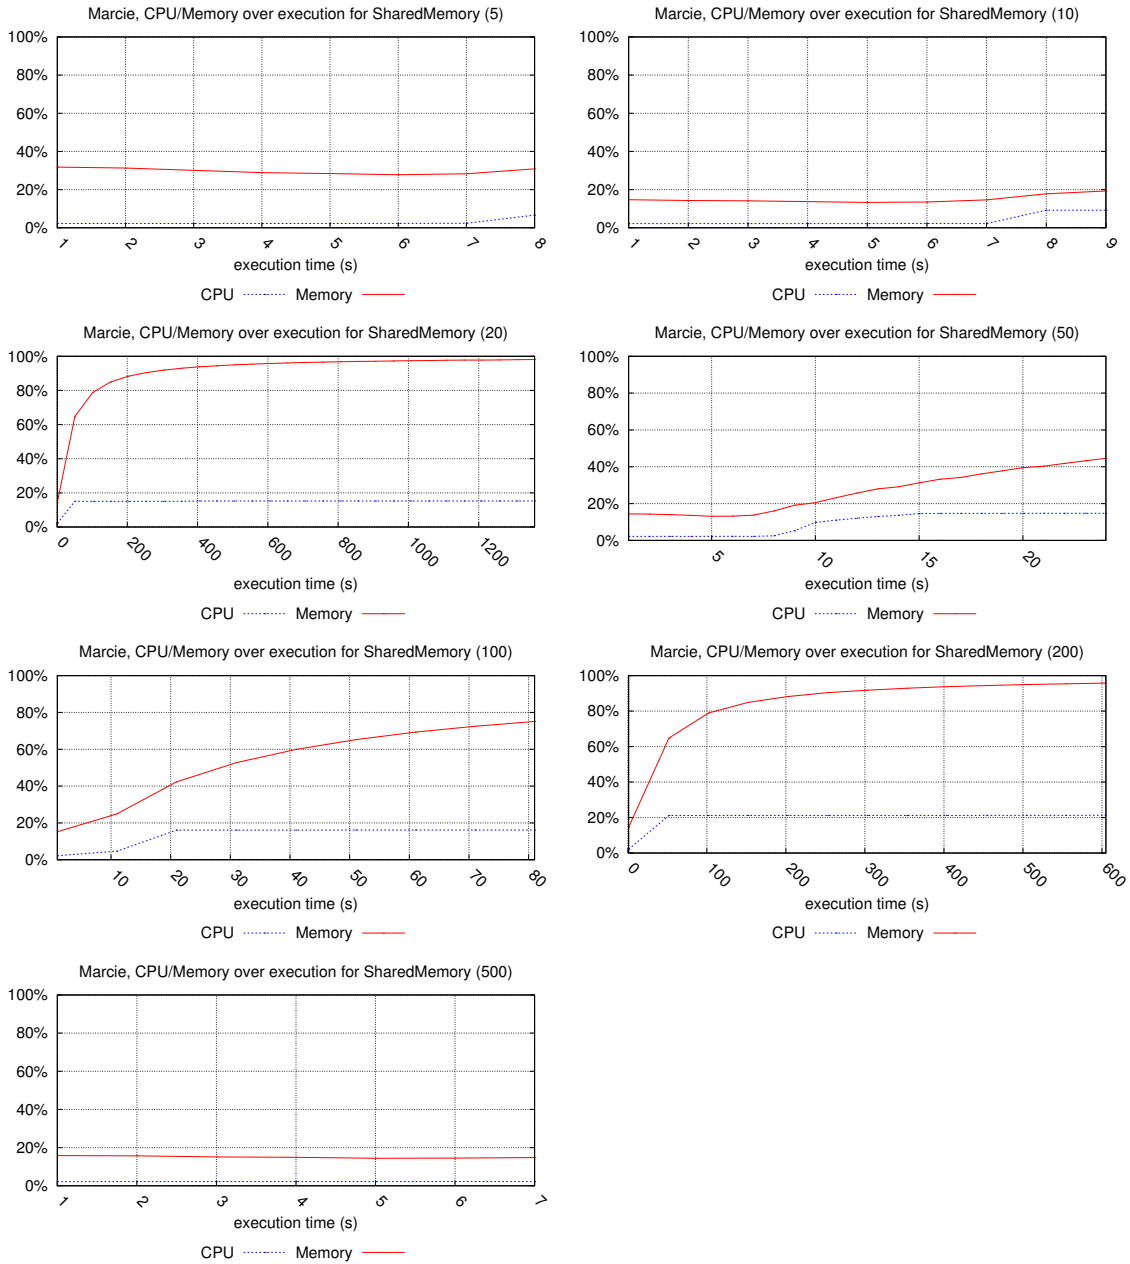 Marcie, CPU/Memory over execution for SharedMemory (5)
100%
80%
60%
40%
20%
0%
1 2 3 4 5 6 7 8
execution time (s)
CPU Memory
Marcie, CPU/Memory over execution for SharedMemory (10)
100%
80%
60%
40%
20%
0%
1 2 3 4 5 6 7 8 9
execution time (s)
CPU Memory
Marcie, CPU/Memory over execution for SharedMemory (20)
100%
80%
60%
40%
20%
0%
0 200 400 600 800 1000 1200
execution time (s)
CPU Memory
Marcie, CPU/Memory over execution for SharedMemory (50)
100%
80%
60%
40%
20%
0%
5 10 15 20
execution time (s)
CPU Memory
Marcie, CPU/Memory over execution for SharedMemory (100)
100%
80%
60%
40%
20%
0%
10 20 30 40 50 60 70 80
execution time (s)
CPU Memory
Marcie, CPU/Memory over execution for SharedMemory (200)
100%
80%
60%
40%
20%
0%
0 100 200 300 400 500 600
execution time (s)
CPU Memory
Marcie, CPU/Memory over execution for SharedMemory (500)
100%
80%
60%
40%
20%
0%
1 2 3 4 5 6 7
execution time (s)
CPU Memory